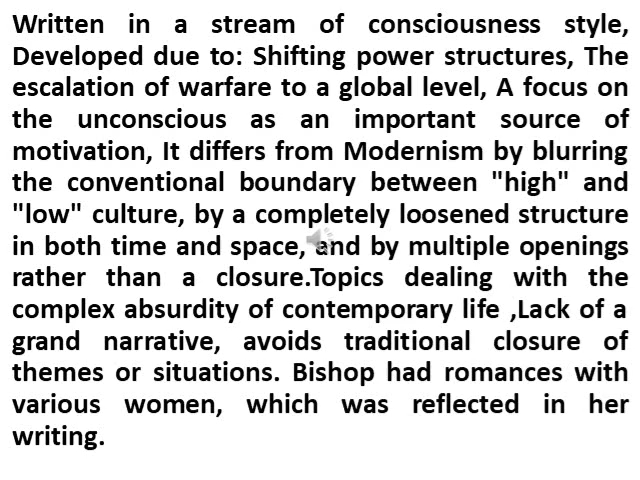 Written in a stream of consciousness style,
Developed due to: Shifting power structures, The
escalation of warfare to a global level, A focus on
the unconscious as an important source of
motivation, It differs from Modernism by blurring
the conventional boundary between "high" and
"low" culture, by a completely loosened structure
in both time and space, and by multiple openings
rather than a closure.Topics dealing with the
complex absurdity of contemporary life ,Lack of a
grand narrative, avoids traditional closure of
themes or situations. Bishop had romances with
various women, which was reflected in her
writing.